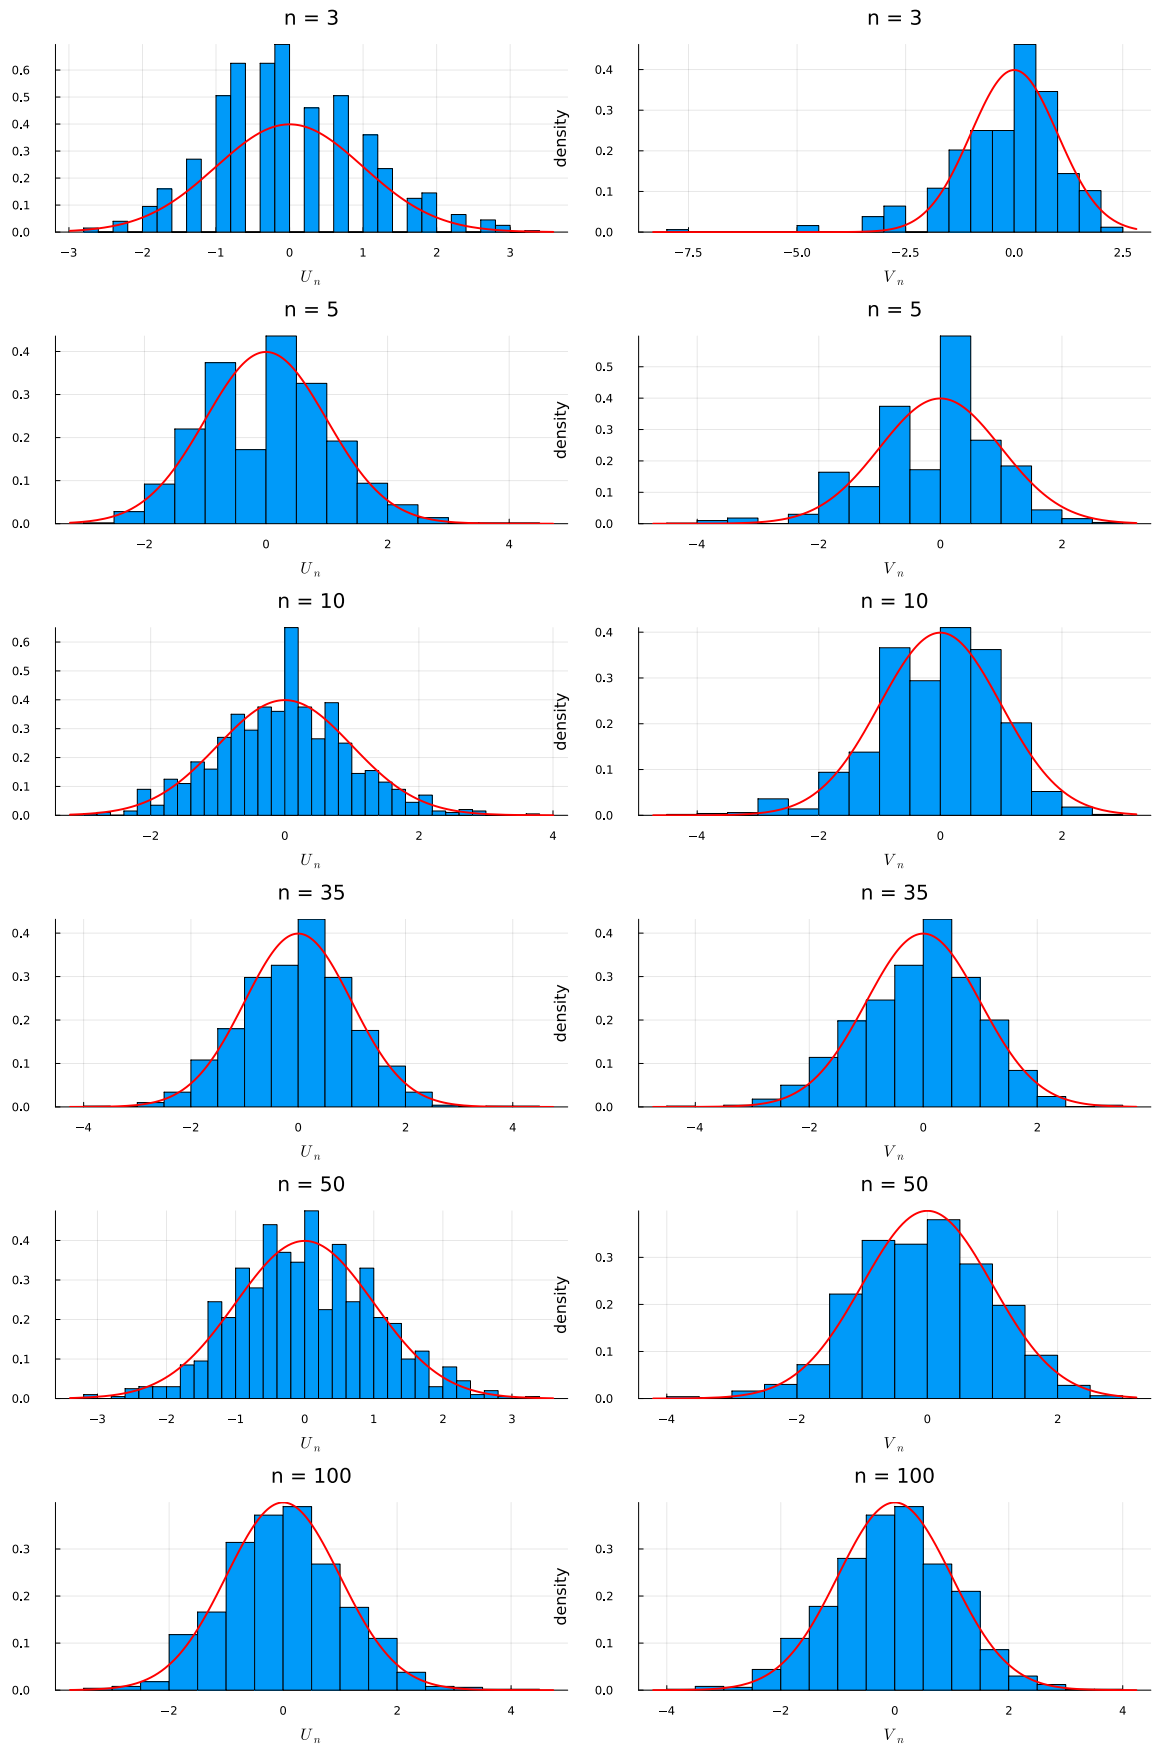 n = 3
0.6
0.5
0.4
0.3
0.2
0.1
0.0
−3 −2 −1 0 1 2 3
U_n
n = 3
density
0.4
0.3
0.2
0.1
0.0
−7.5 −5.0 −2.5 0.0 2.5
V_n
n = 5
0.4
0.3
0.2
0.1
0.0
−2 0 2 4
U_n
n = 5
density
0.5
0.4
0.3
0.2
0.1
0.0
−4 −2 0 2
V_n
n = 10
0.6
0.5
0.4
0.3
0.2
0.1
0.0
−2 0 2 4
U_n
n = 10
density
0.4
0.3
0.2
0.1
0.0
−4 −2 0 2
V_n
n = 35
0.4
0.3
0.2
0.1
0.0
−4 −2 0 2 4
U_n
n = 35
density
0.4
0.3
0.2
0.1
0.0
−4 −2 0 2
V_n
n = 50
0.4
0.3
0.2
0.1
0.0
−3 −2 −1 0 1 2 3
U_n
n = 50
density
0.3
0.2
0.1
0.0
−4 −2 0 2
V_n
n = 100
0.3
0.2
0.1
0.0
−2 0 2 4
U_n
n = 100
density
0.3
0.2
0.1
0.0
−4 −2 0 2 4
V_n